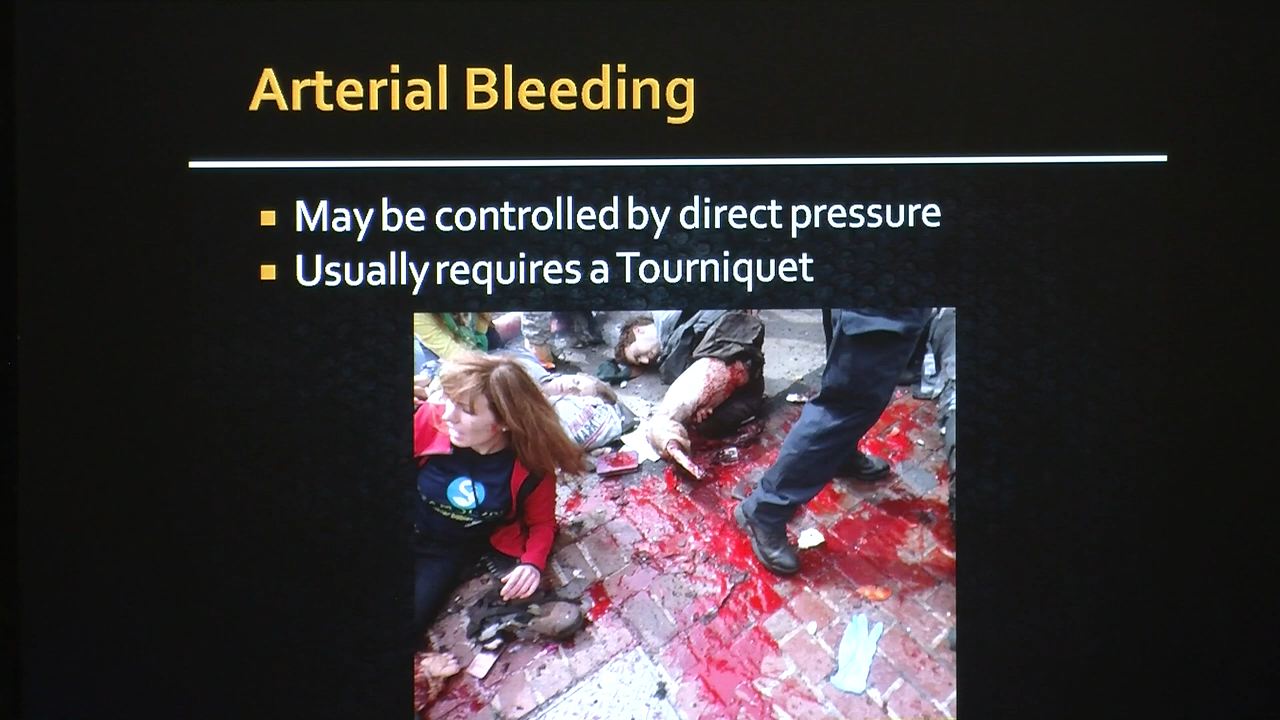 Arterial Bleeding
May be controlled by direct pressure
Usually requires a Tourniquet